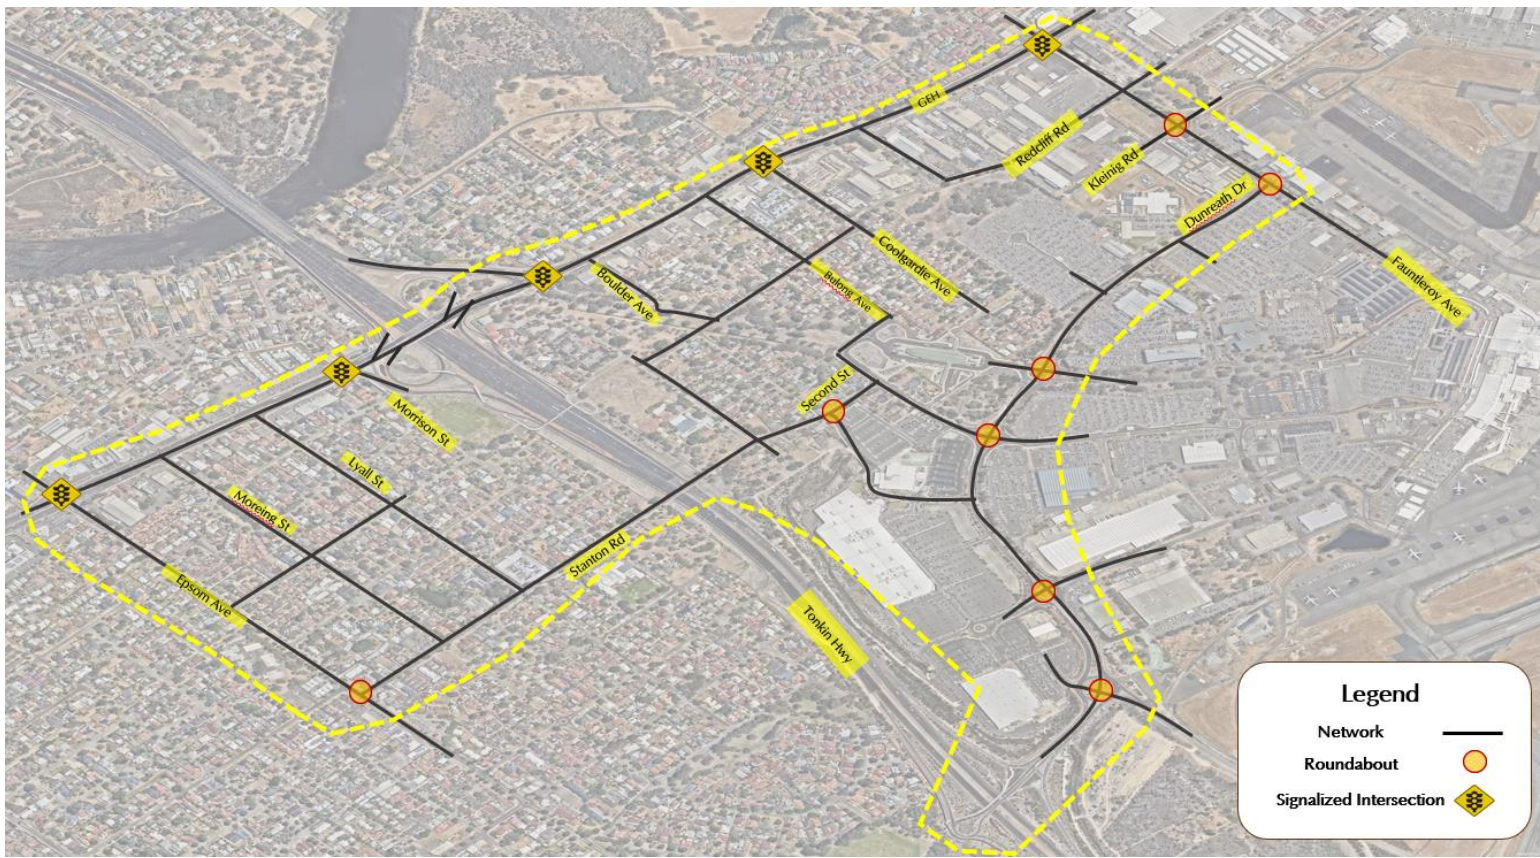 GEH
Redcliff Rd
Kleinig Rd
Dunreath Dr
Fauntleroy Ave
Coolgardie Ave
Bulong Ave
Boulder Ave
Second St
Morrison St
Lyall St
Moreing St
Epsom Ave
Stanton Rd
Tonkin Hwy
Legend
Network
Roundabout
Signalized Intersection